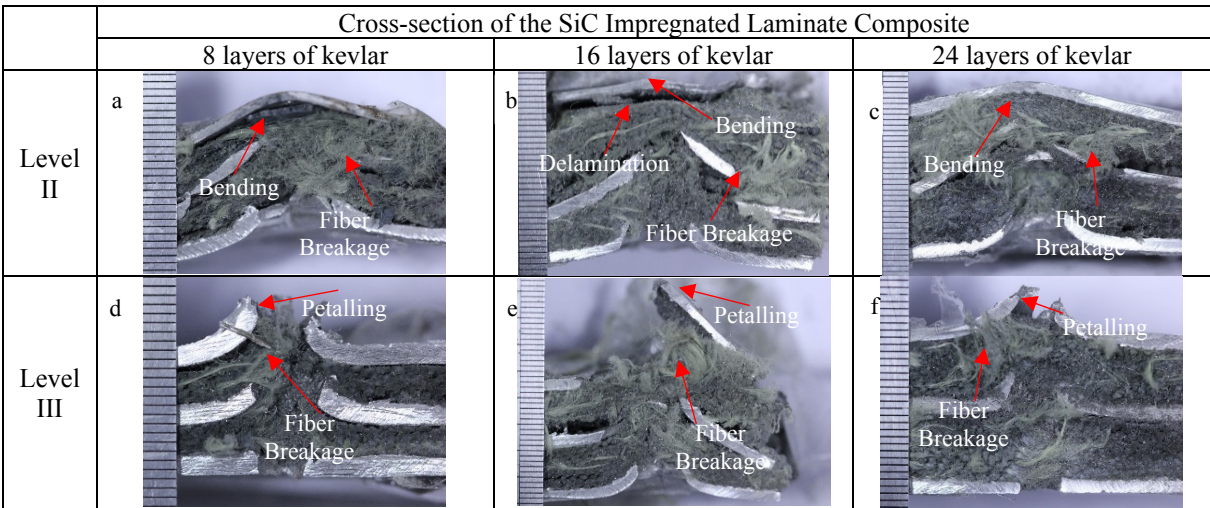 Cross-section of the SiC Impregnated Laminate Composite
8 layers of kevlar
16 layers of kevlar
24 layers of kevlar
Level
II
a
Bending
Fiber
Breakage
b
Bending
Delamination
Fiber Breakage
c
Bending
Fiber
Breakage
Level
III
d
Petalling
Fiber
Breakage
e
Petalling
Fiber
Breakage
f
Petalling
Fiber
Breakage